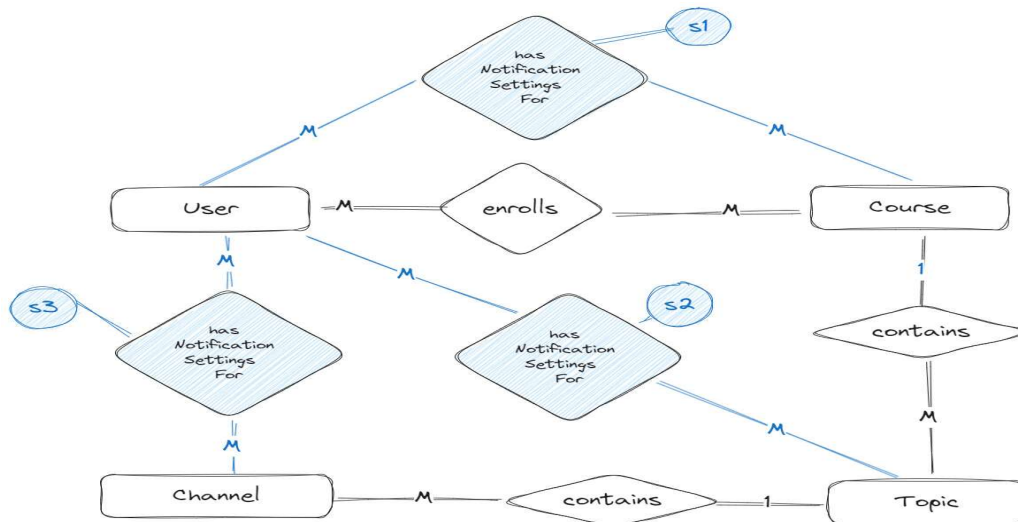 s1
has
Notification
Settings
For
M
M
User
M
enrolls
M
Course
M
M
1
s3
s2
has
Notification
Settings
For
has
Notification
Settings
For
contains
M
M
M
Channel
M
contains
1
Topic